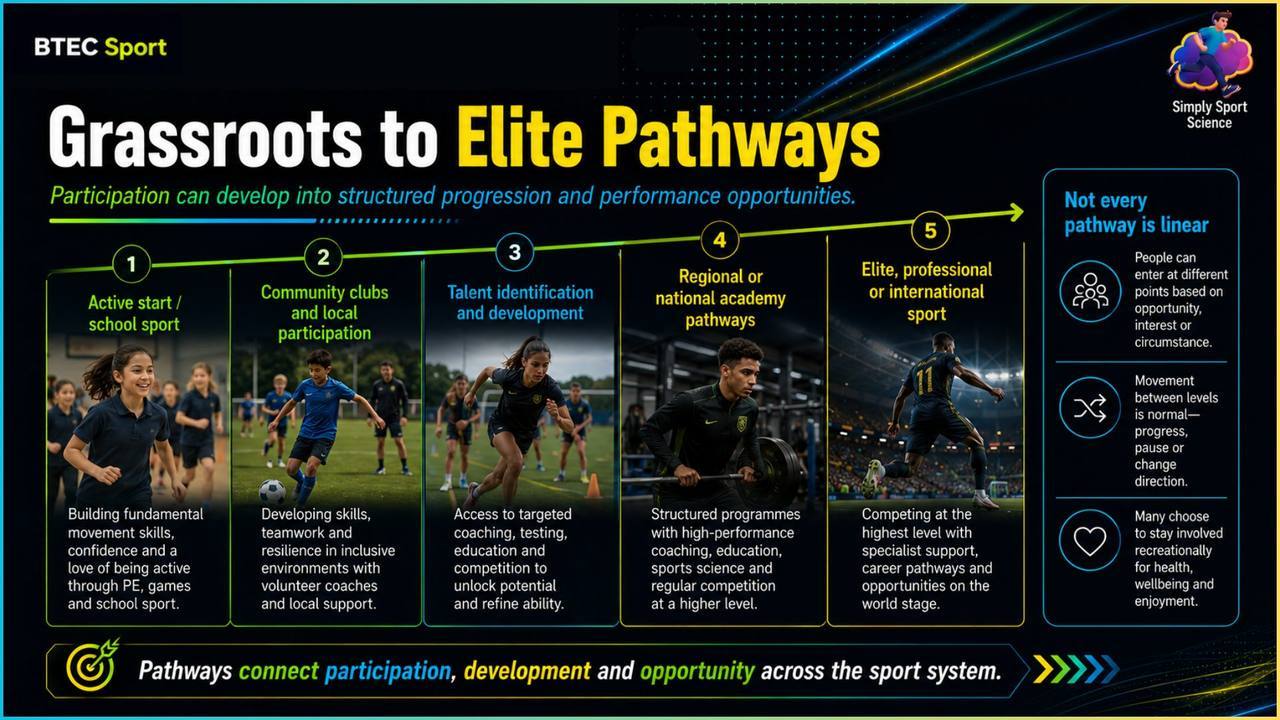 BTEC Sport
Simply Sport
Science
Grassroots to Elite Pathways
Participation can develop into structured progression and performance opportunities.
1
Active start /
school sport
Building fundamental
movement skills,
confidence and a
love of being active
through PE, games
and school sport.
2
Community clubs
and local
participation
Developing skills,
teamwork and
resilience in inclusive
environments with
volunteer coaches
and local support.
3
Talent identification
and development
Access to targeted
coaching, testing,
education and
competition to
unlock potential
and refine ability.
4
Regional or
national academy
pathways
Structured programmes
with high-performance
coaching, education,
sports science and
regular competition
at a higher level.
5
Elite, professional
or international
sport
11
Competing at the
highest level with
specialist support,
career pathways and
opportunities on the
world stage.
Not every
pathway is linear
People can
enter at different
points based on
opportunity,
interest or
circumstance.
Movement
between levels
is normal—
progress,
pause or
change
direction.
Many choose
to stay involved
recreationally
for health,
wellbeing and
enjoyment.
Pathways connect participation, development and opportunity across the sport system.